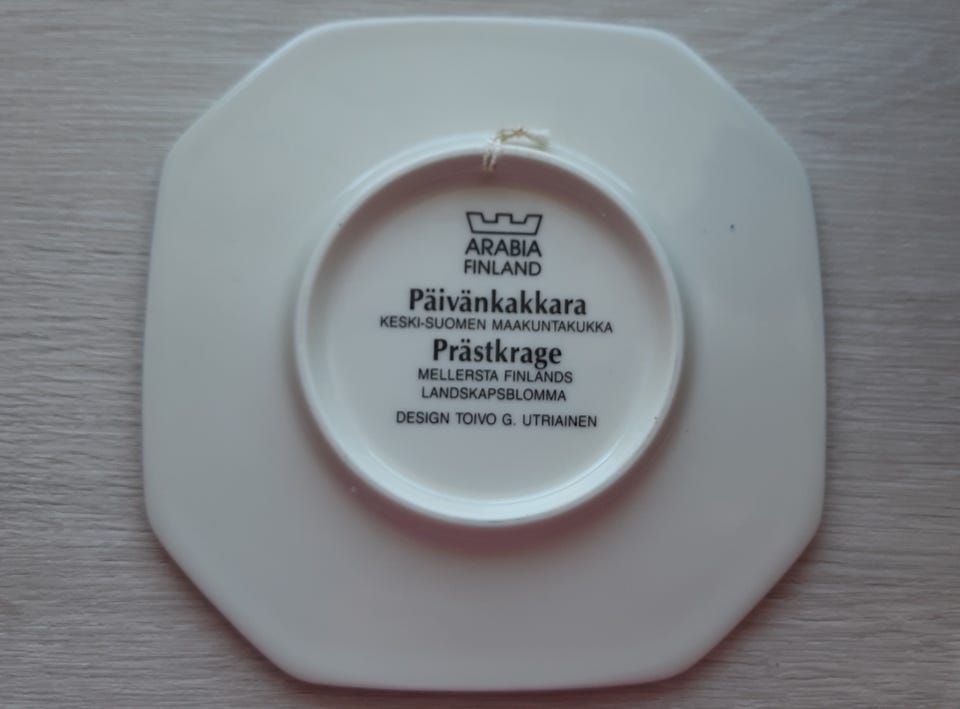 ARABIA
FINLAND
Päivänkakkara
KESKI-SUOMEN MAAKUNTAKUKKA
Prästkrage
MELLERSTA FINLANDS
LANDSKAPSBLOMMA
DESIGN TOIVO G. UTRIAINEN